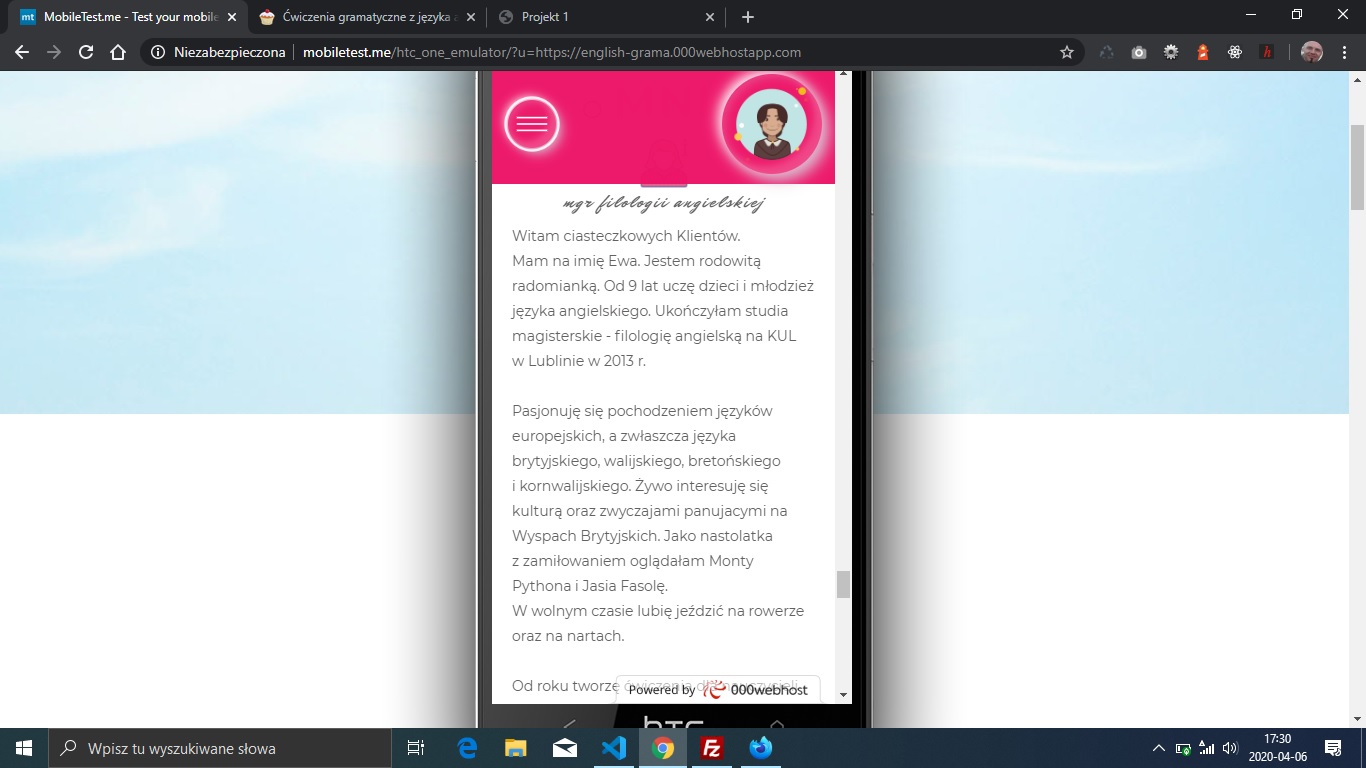 MobileTest.me - Test your mobile
Ćwiczenia gramatyczne z języka a
Projekt 1
Niezabezpieczona
mobiletest.me/htc_one_emulator/?u=https://english-grama.000webhostapp.com
mgr filologii angielskiej
Witam ciasteczkowych Klientów.
Mam na imię Ewa. Jestem rodowitą
radomianką. Od 9 lat uczę dzieci i młodzież
języka angielskiego. Ukończyłam studia
magisterskie - filologię angielską na KUL
w Lublinie w 2013 r.
Pasjonuję się pochodzeniem języków
europejskich, a zwłaszcza języka
brytyjskiego, walijskiego, bretońskiego
i kornwalijskiego. Żywo interesuję się
kulturą oraz zwyczajami panujacymi na
Wyspach Brytyjskich. Jako nastolatka
z zamiłowaniem oglądałam Monty
Pythona i Jasia Fasolę.
W wolnym czasie lubię jeździć na rowerze
oraz na nartach.
Od roku tworzę ćwiczenia dla nauczycieli
Powered by 000webhost
hTC
Wpisz tu wyszukiwane słowa
17:30
2020-04-06